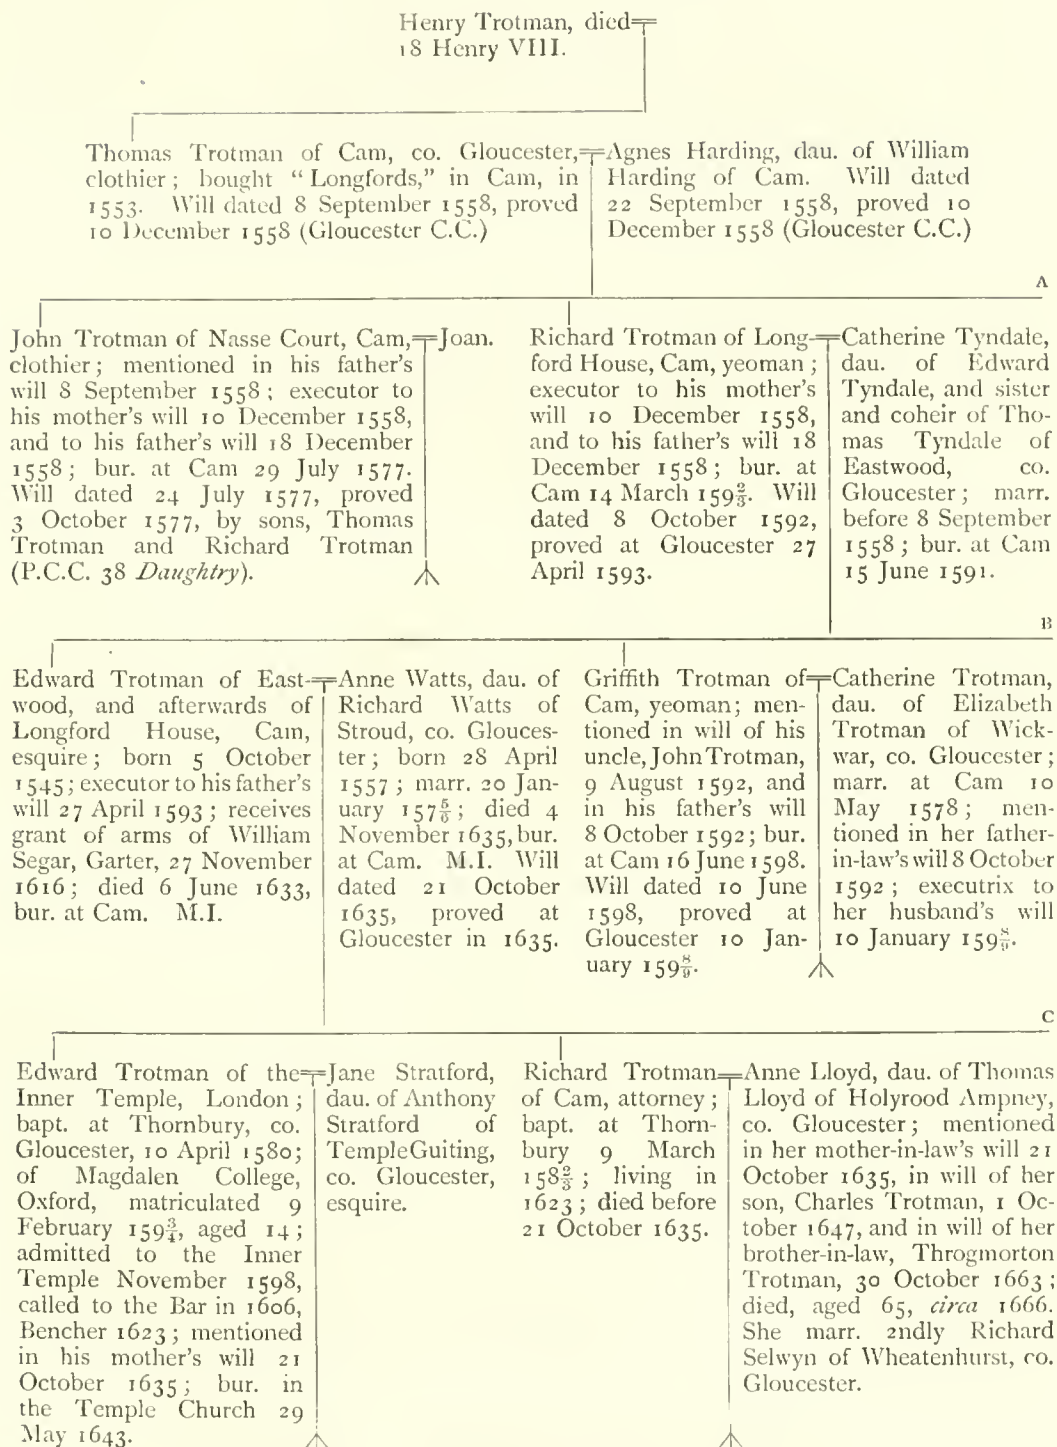 Henry Trotman, died
18 Henry VIII.
Thomas Trotman of Cam, co. Gloucester,
clothier; bought "Longfords," in Cam, in
1553. Will dated 8 September 1558, proved
10 December 1558 (Gloucester C.C.)
Agnes Harding, dau. of William
Harding of Cam. Will dated
22 September 1558, proved 10
December 1558 (Gloucester C.C.)
A
John Trotman of Nasse Court, Cam,
clothier; mentioned in his father's
will 8 September 1558; executor to
his mother's will 10 December 1558,
and to his father's will 18 December
1558; bur. at Cam 29 July 1577.
Will dated 24 July 1577, proved
3 October 1577, by sons, Thomas
Trotman and Richard Trotman
(P.C.C. 38 Daughtry).
Joan.
Richard Trotman of Long-
ford House, Cam, yeoman;
executor to his mother's
will 10 December 1558,
and to his father's will 18
December 1558; bur. at
Cam 14 March 159 2/3. Will
dated 8 October 1592,
proved at Gloucester 27
April 1593.
Catherine Tyndale,
dau. of Edward
Tyndale, and sister
and coheir of Tho-
mas Tyndale of
Eastwood, co.
Gloucester; marr.
before 8 September
1558; bur. at Cam
15 June 1591.
B
Edward Trotman of East-
wood, and afterwards of
Longford House, Cam,
esquire; born 5 October
1545; executor to his father's
will 27 April 1593; receives
grant of arms of William
Segar, Garter, 27 November
1616; died 6 June 1633,
bur. at Cam. M.I.
Anne Watts, dau. of
Richard Watts of
Stroud, co. Glouces-
ter; born 28 April
1557; marr. 20 Jan-
uary 157 5/6; died 4
November 1635, bur.
at Cam. M.I. Will
dated 21 October
1635, proved at
Gloucester in 1635.
Griffith Trotman of
Cam, yeoman; men-
tioned in will of his
uncle, John Trotman,
9 August 1592, and
in his father's will
8 October 1592; bur.
at Cam 16 June 1598.
Will dated 10 June
1598, proved at
Gloucester 10 Jan-
uary 159 8/9.
Catherine Trotman,
dau. of Elizabeth
Trotman of Wick-
war, co. Gloucester;
marr. at Cam 10
May 1578; men-
tioned in her father-
in-law's will 8 October
1592; executrix to
her husband's will
10 January 159 8/9.
C
Edward Trotman of the
Inner Temple, London;
bapt. at Thornbury, co.
Gloucester, 10 April 1580;
of Magdalen College,
Oxford, matriculated 9
February 159 3/4, aged 14;
admitted to the Inner
Temple November 1598,
called to the Bar in 1606,
Bencher 1623; mentioned
in his mother's will 21
October 1635; bur. in
the Temple Church 29
May 1643.
Jane Stratford,
dau. of Anthony
Stratford of
Temple Guiting,
co. Gloucester,
esquire.
Richard Trotman
of Cam, attorney;
bapt. at Thorn-
bury 9 March
158 2/3; living in
1623; died before
21 October 1635.
Anne Lloyd, dau. of Thomas
Lloyd of Holyrood Ampney,
co. Gloucester; mentioned
in her mother-in-law's will 21
October 1635, in will of her
son, Charles Trotman, 1 Oc-
tober 1647, and in will of her
brother-in-law, Throgmorton
Trotman, 30 October 1663;
died, aged 65, circa 1666.
She marr. 2ndly Richard
Selwyn of Wheatenhurst, co.
Gloucester.